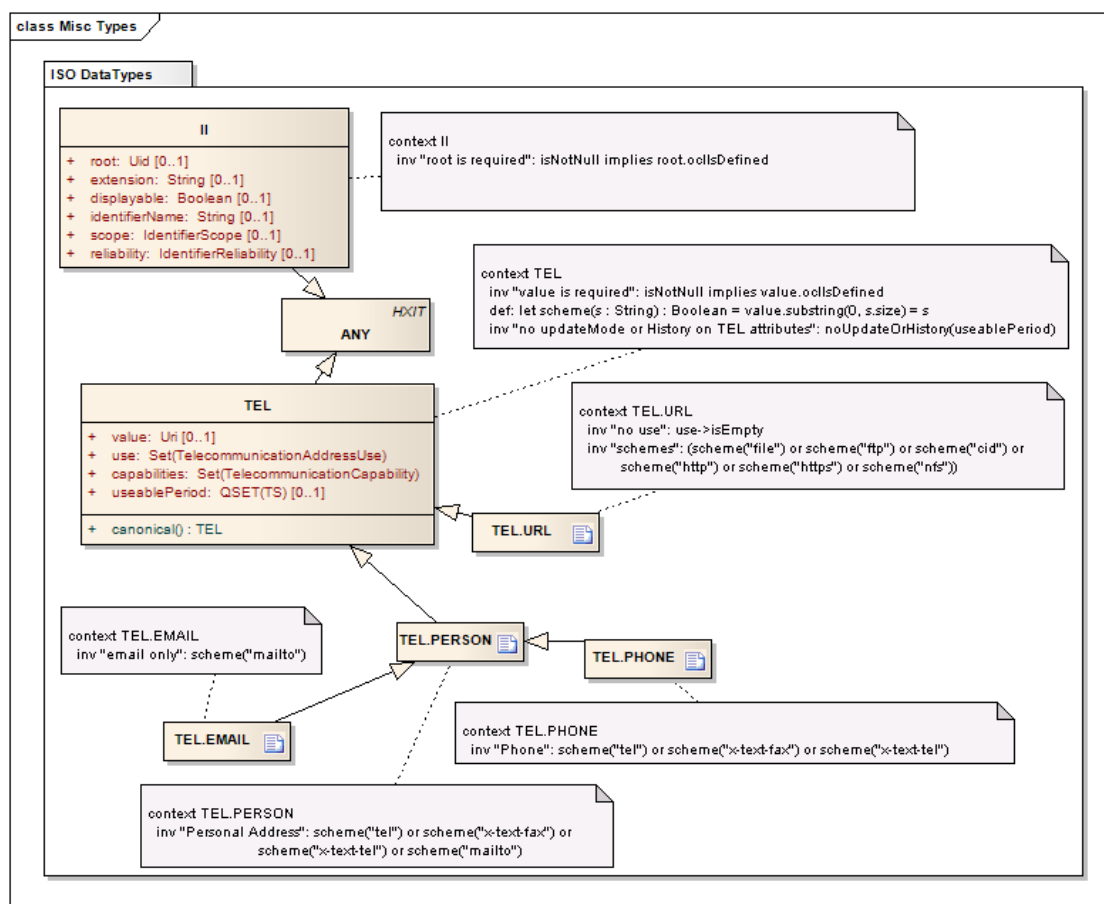 class Misc Types
ISO DataTypes
II
+ root: Uid [0..1]
+ extension: String [0..1]
+ displayable: Boolean [0..1]
+ identifierName: String [0..1]
+ scope: IdentifierScope [0..1]
+ reliability: IdentifierReliability [0..1]
context II
inv "root is required": isNotNull implies root.oclIsDefined
HXIT
ANY
context TEL
inv "value is required": isNotNull implies value.oclIsDefined
def: let scheme(s : String) : Boolean = value.substring(0, s.size) = s
inv "no updateMode or History on TEL attributes": noUpdateOrHistory(useablePeriod)
TEL
+ value: Uri [0..1]
+ use: Set(TelecommunicationAddressUse)
+ capabilities: Set(TelecommunicationCapability)
+ useablePeriod: QSET(TS) [0..1]
+ canonical() : TEL
context TEL.URL
inv "no use": use->isEmpty
inv "schemes": (scheme("file") or scheme("ftp") or scheme("cid") or
scheme("http") or scheme("https") or scheme("nfs"))
TEL.URL
context TEL.EMAIL
inv "email only": scheme("mailto")
TEL.PERSON
TEL.PHONE
TEL.EMAIL
context TEL.PHONE
inv "Phone": scheme("tel") or scheme("x-text-fax") or scheme("x-text-tel")
context TEL.PERSON
inv "Personal Address": scheme("tel") or scheme("x-text-fax") or
scheme("x-text-tel") or scheme("mailto")